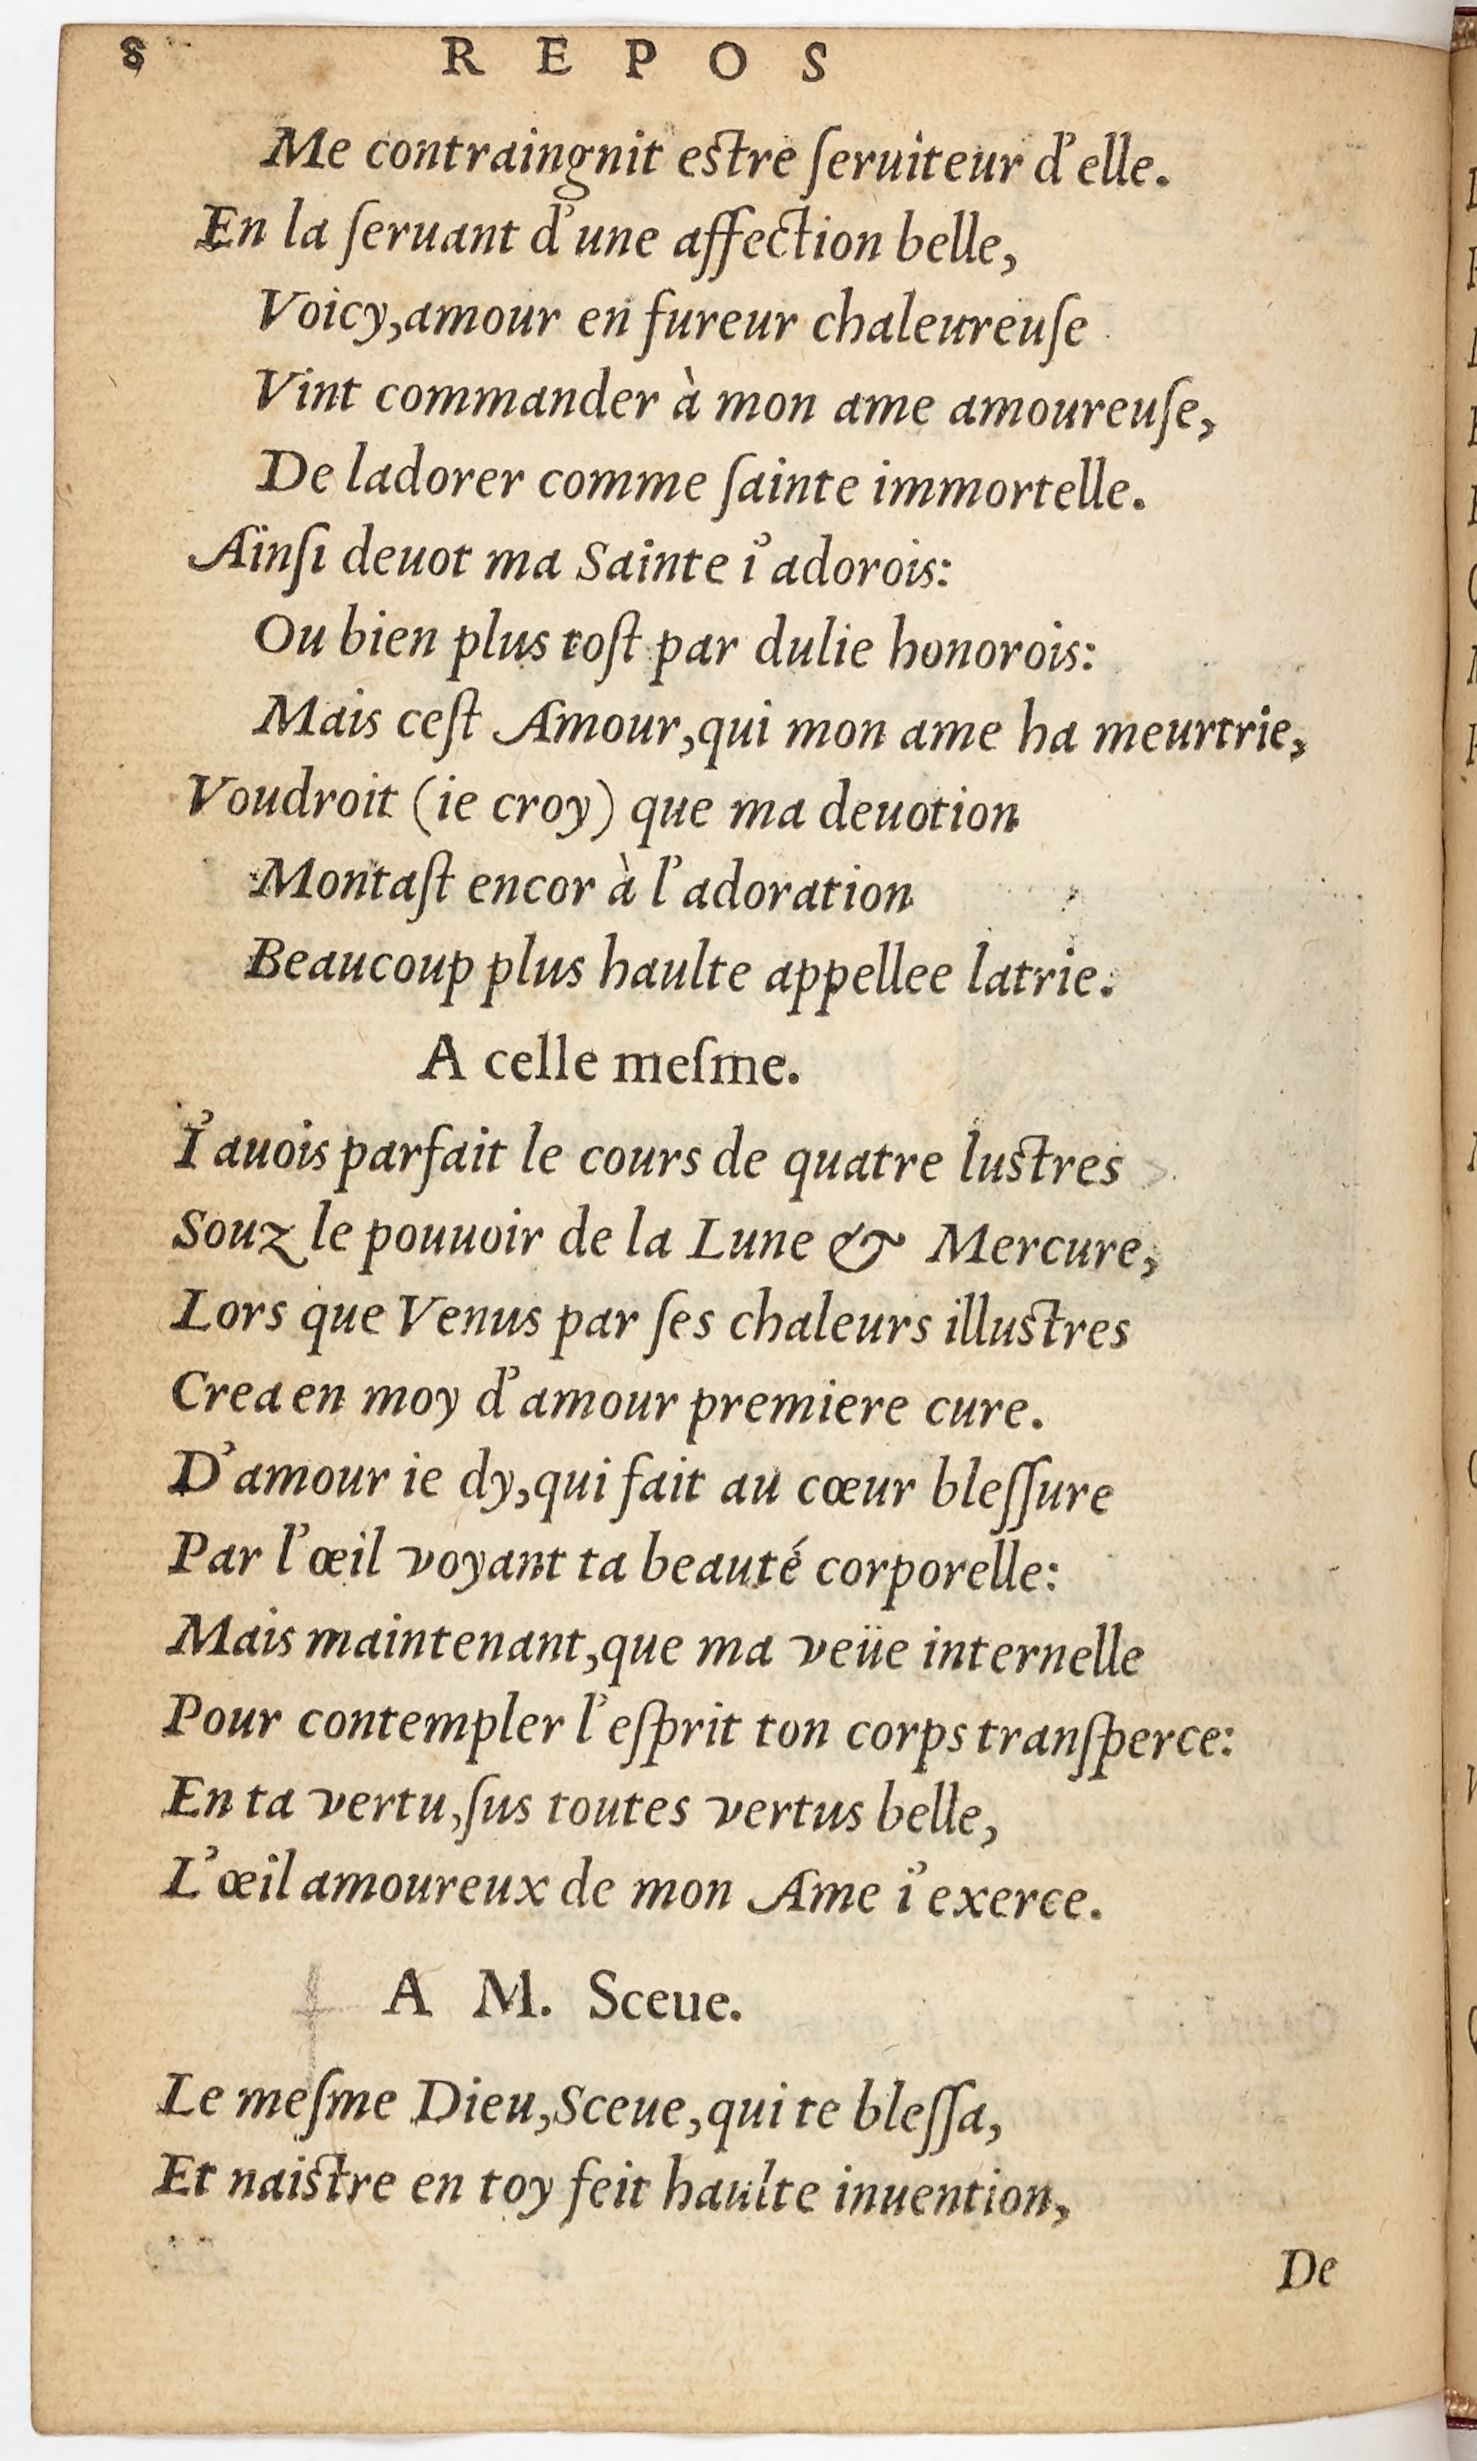 8 REPOS
Me contraingnit estre ſeruiteur d'elle.
En la ſeruant d'une affection belle,
Voicy, amour en fureur chaleureuſe
Vint commander à mon ame amoureuſe,
De ladorer comme ſainte immortelle.
Ainſi deuot ma Sainte i'adorois:
Ou bien plus toſt par dulie honorois:
Mais ceſt Amour, qui mon ame ha meurtrie,
Voudroit (ie croy) que ma deuotion
Montaſt encor à l'adoration
Beaucoup plus haulte appellee latrie.
A celle meſme.
I'auois parfait le cours de quatre lustres
Souz le pouuoir de la Lune & Mercure,
Lors que Venus par ſes chaleurs illustres
Crea en moy d'amour premiere cure.
D'amour ie dy, qui fait au cœur bleſſure
Par l'œil voyant ta beauté corporelle:
Mais maintenant, que ma veüe internelle
Pour contempler l'eſprit ton corps tranſperce:
En ta vertu, ſus toutes vertus belle,
L'œil amoureux de mon Ame i'exerce.
A M. Sceue.
Le meſme Dieu, Sceue, qui te bleſſa,
Et naistre en toy feit haulte inuention,
De